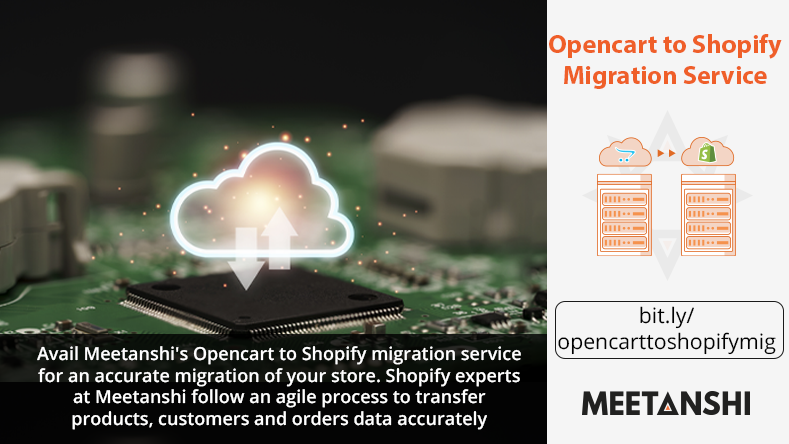 Opencart to Shopify
Migration Service
bit.ly/
opencarttoshopifymig
Avail Meetanshi's Opencart to Shopify migration service
for an accurate migration of your store. Shopify experts
at Meetanshi follow an agile process to transfer
products, customers and orders data accurately
MEETANSHI